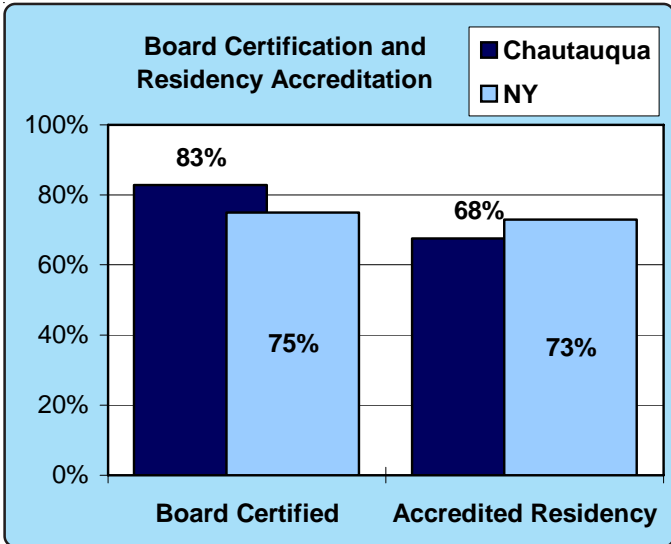 Board Certification and
Residency Accreditation
Chautauqua
NY
100%
80%
60%
40%
20%
0%
83%
75%
68%
73%
Board Certified
Accredited Residency